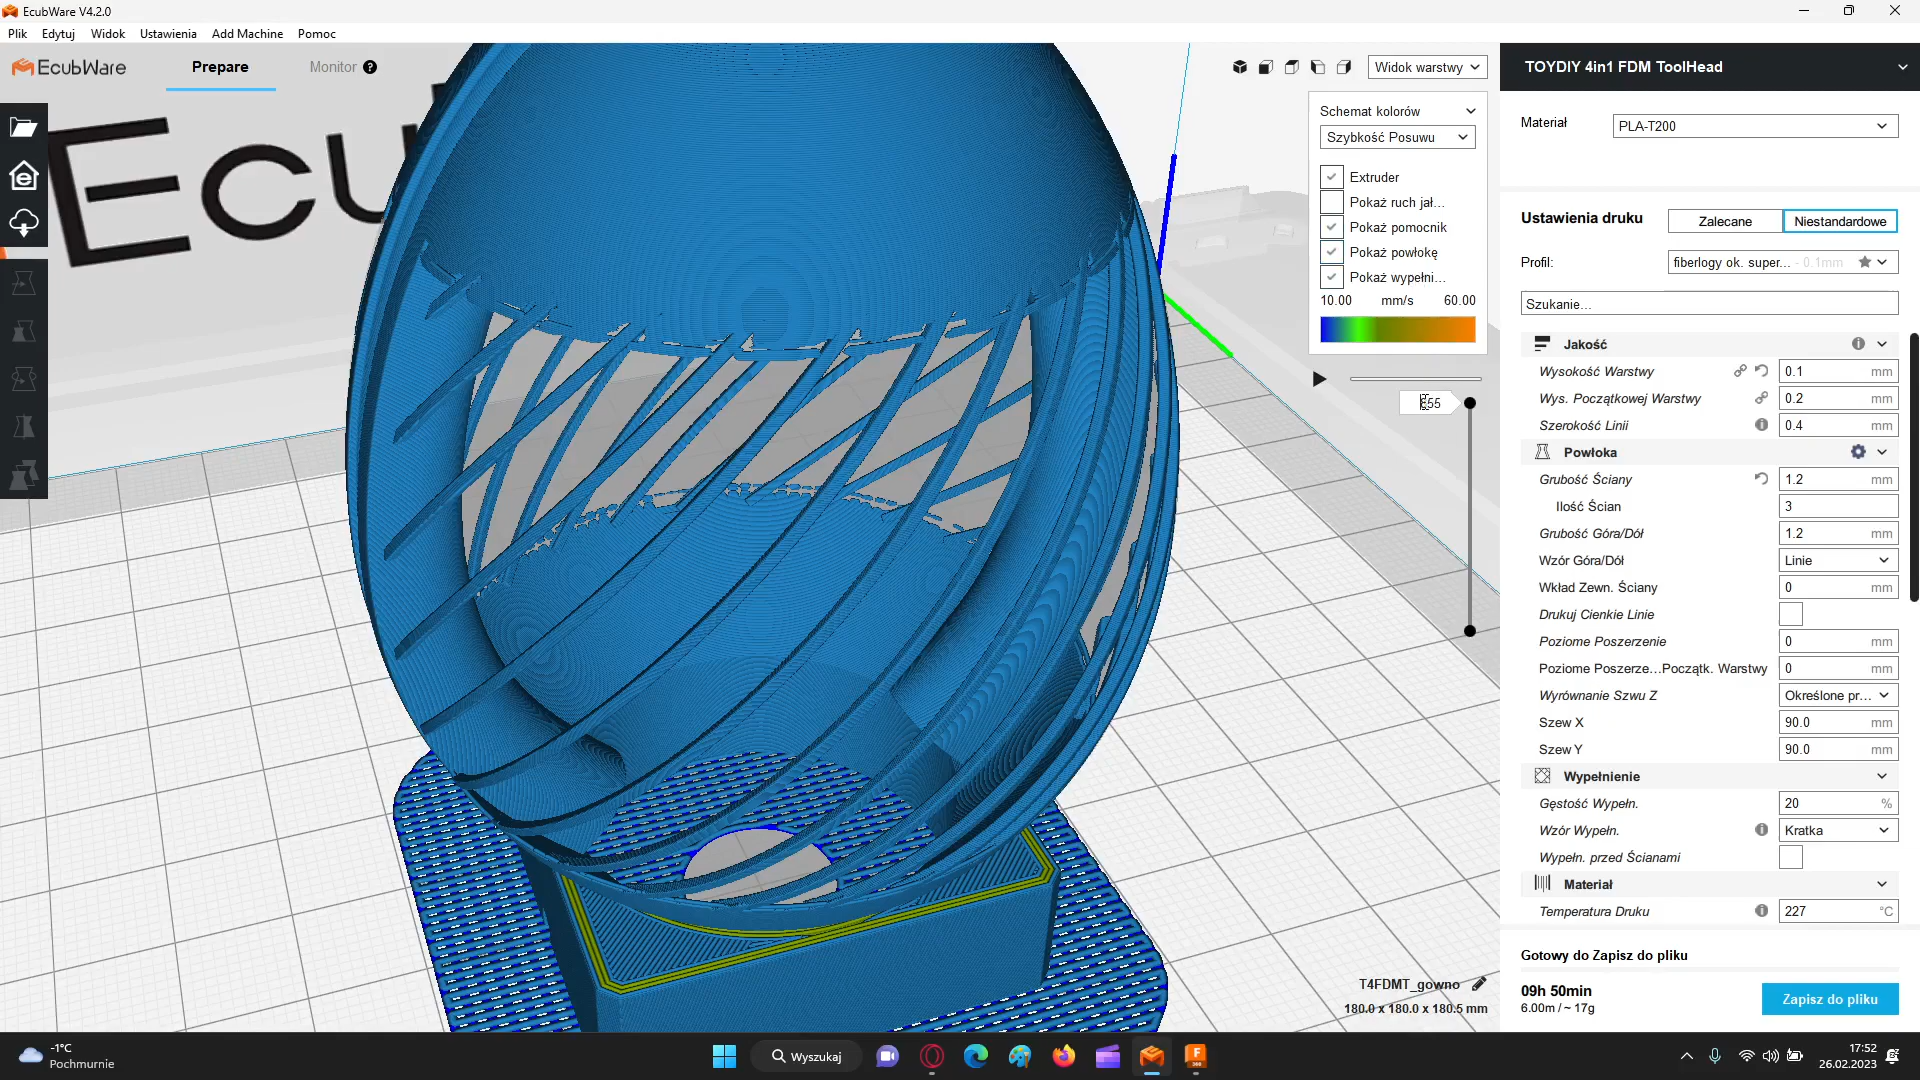 EcubWare V4.2.0
Plik Edytuj Widok Ustawienia Add Machine Pomoc
EcubWare Prepare Monitor ?
Widok warstwy
TOYDIY 4in1 FDM ToolHead
Schemat kolorów
Szybkość Posuwu
Extruder
Pokaż ruch jał...
Pokaż pomocnik
Pokaż powłokę
Pokaż wypełni...
10.00 mm/s 60.00
Materiał PLA-T200
Ustawienia druku Zalecane Niestandardowe
Profil: fiberlogy ok. super... - 0.1mm
Szukanie...
Jakość
Wysokość Warstwy 0.1 mm
Wys. Początkowej Warstwy 0.2 mm
Szerokość Linii 0.4 mm
Powłoka
Grubość Ściany 1.2 mm
Ilość Ścian 3
Grubość Góra/Dół 1.2 mm
Wzór Góra/Dół Linie
Wkład Zewn. Ściany 0 mm
Drukuj Cienkie Linie
Poziome Poszerzenie 0 mm
Poziome Poszerze...Początk. Warstwy 0 mm
Wyrównanie Szwu Z Określone pr...
Szew X 90.0 mm
Szew Y 90.0 mm
Wypełnienie
Gęstość Wypełn. 20 %
Wzór Wypełn. Kratka
Wypełn. przed Ścianami
Materiał
Temperatura Druku 227 °C
Gotowy do Zapisz do pliku
09h 50min
6.00m / ~ 17g
Zapisz do pliku
T4FDMT_gowno
180.0 x 180.0 x 180.5 mm
-1°C
Pochmurnie
Wyszukaj
17:52
26.02.2023